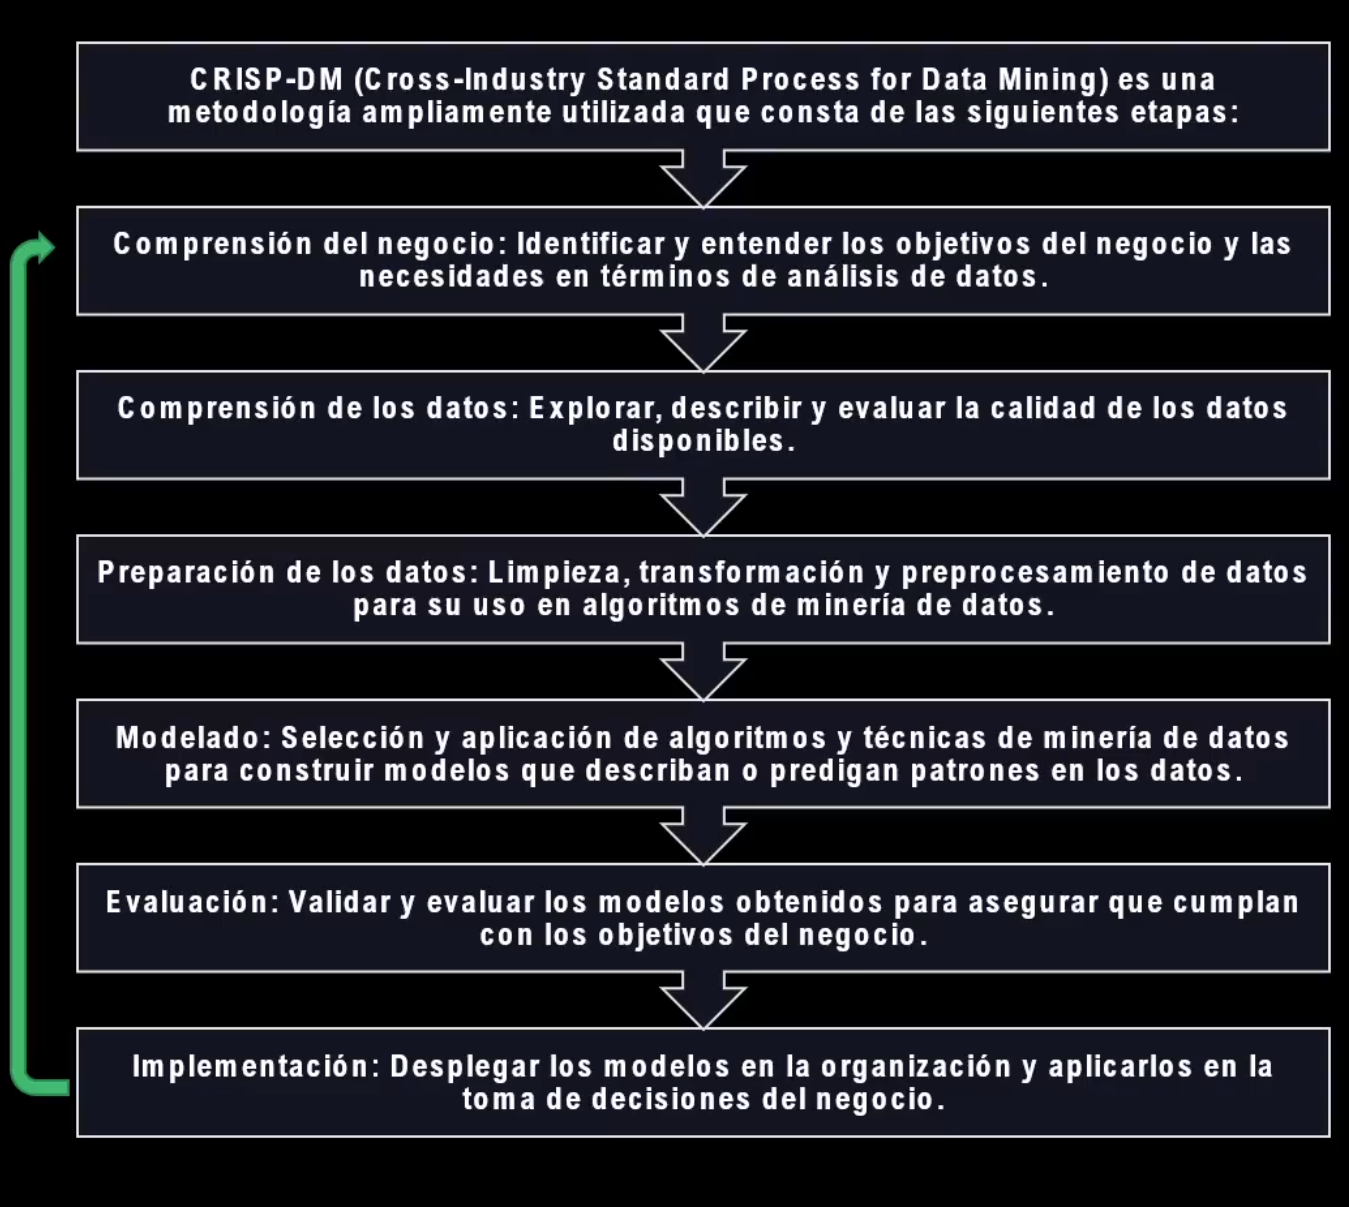 CRISP-DM (Cross-Industry Standard Process for Data Mining) es una
metodología ampliamente utilizada que consta de las siguientes etapas:
Comprensión del negocio: Identificar y entender los objetivos del negocio y las
necesidades en términos de análisis de datos.
Comprensión de los datos: Explorar, describir y evaluar la calidad de los datos
disponibles.
Preparación de los datos: Limpieza, transformación y preprocesamiento de datos
para su uso en algoritmos de minería de datos.
Modelado: Selección y aplicación de algoritmos y técnicas de minería de datos
para construir modelos que describan o predigan patrones en los datos.
Evaluación: Validar y evaluar los modelos obtenidos para asegurar que cumplan
con los objetivos del negocio.
Implementación: Desplegar los modelos en la organización y aplicarlos en la
toma de decisiones del negocio.